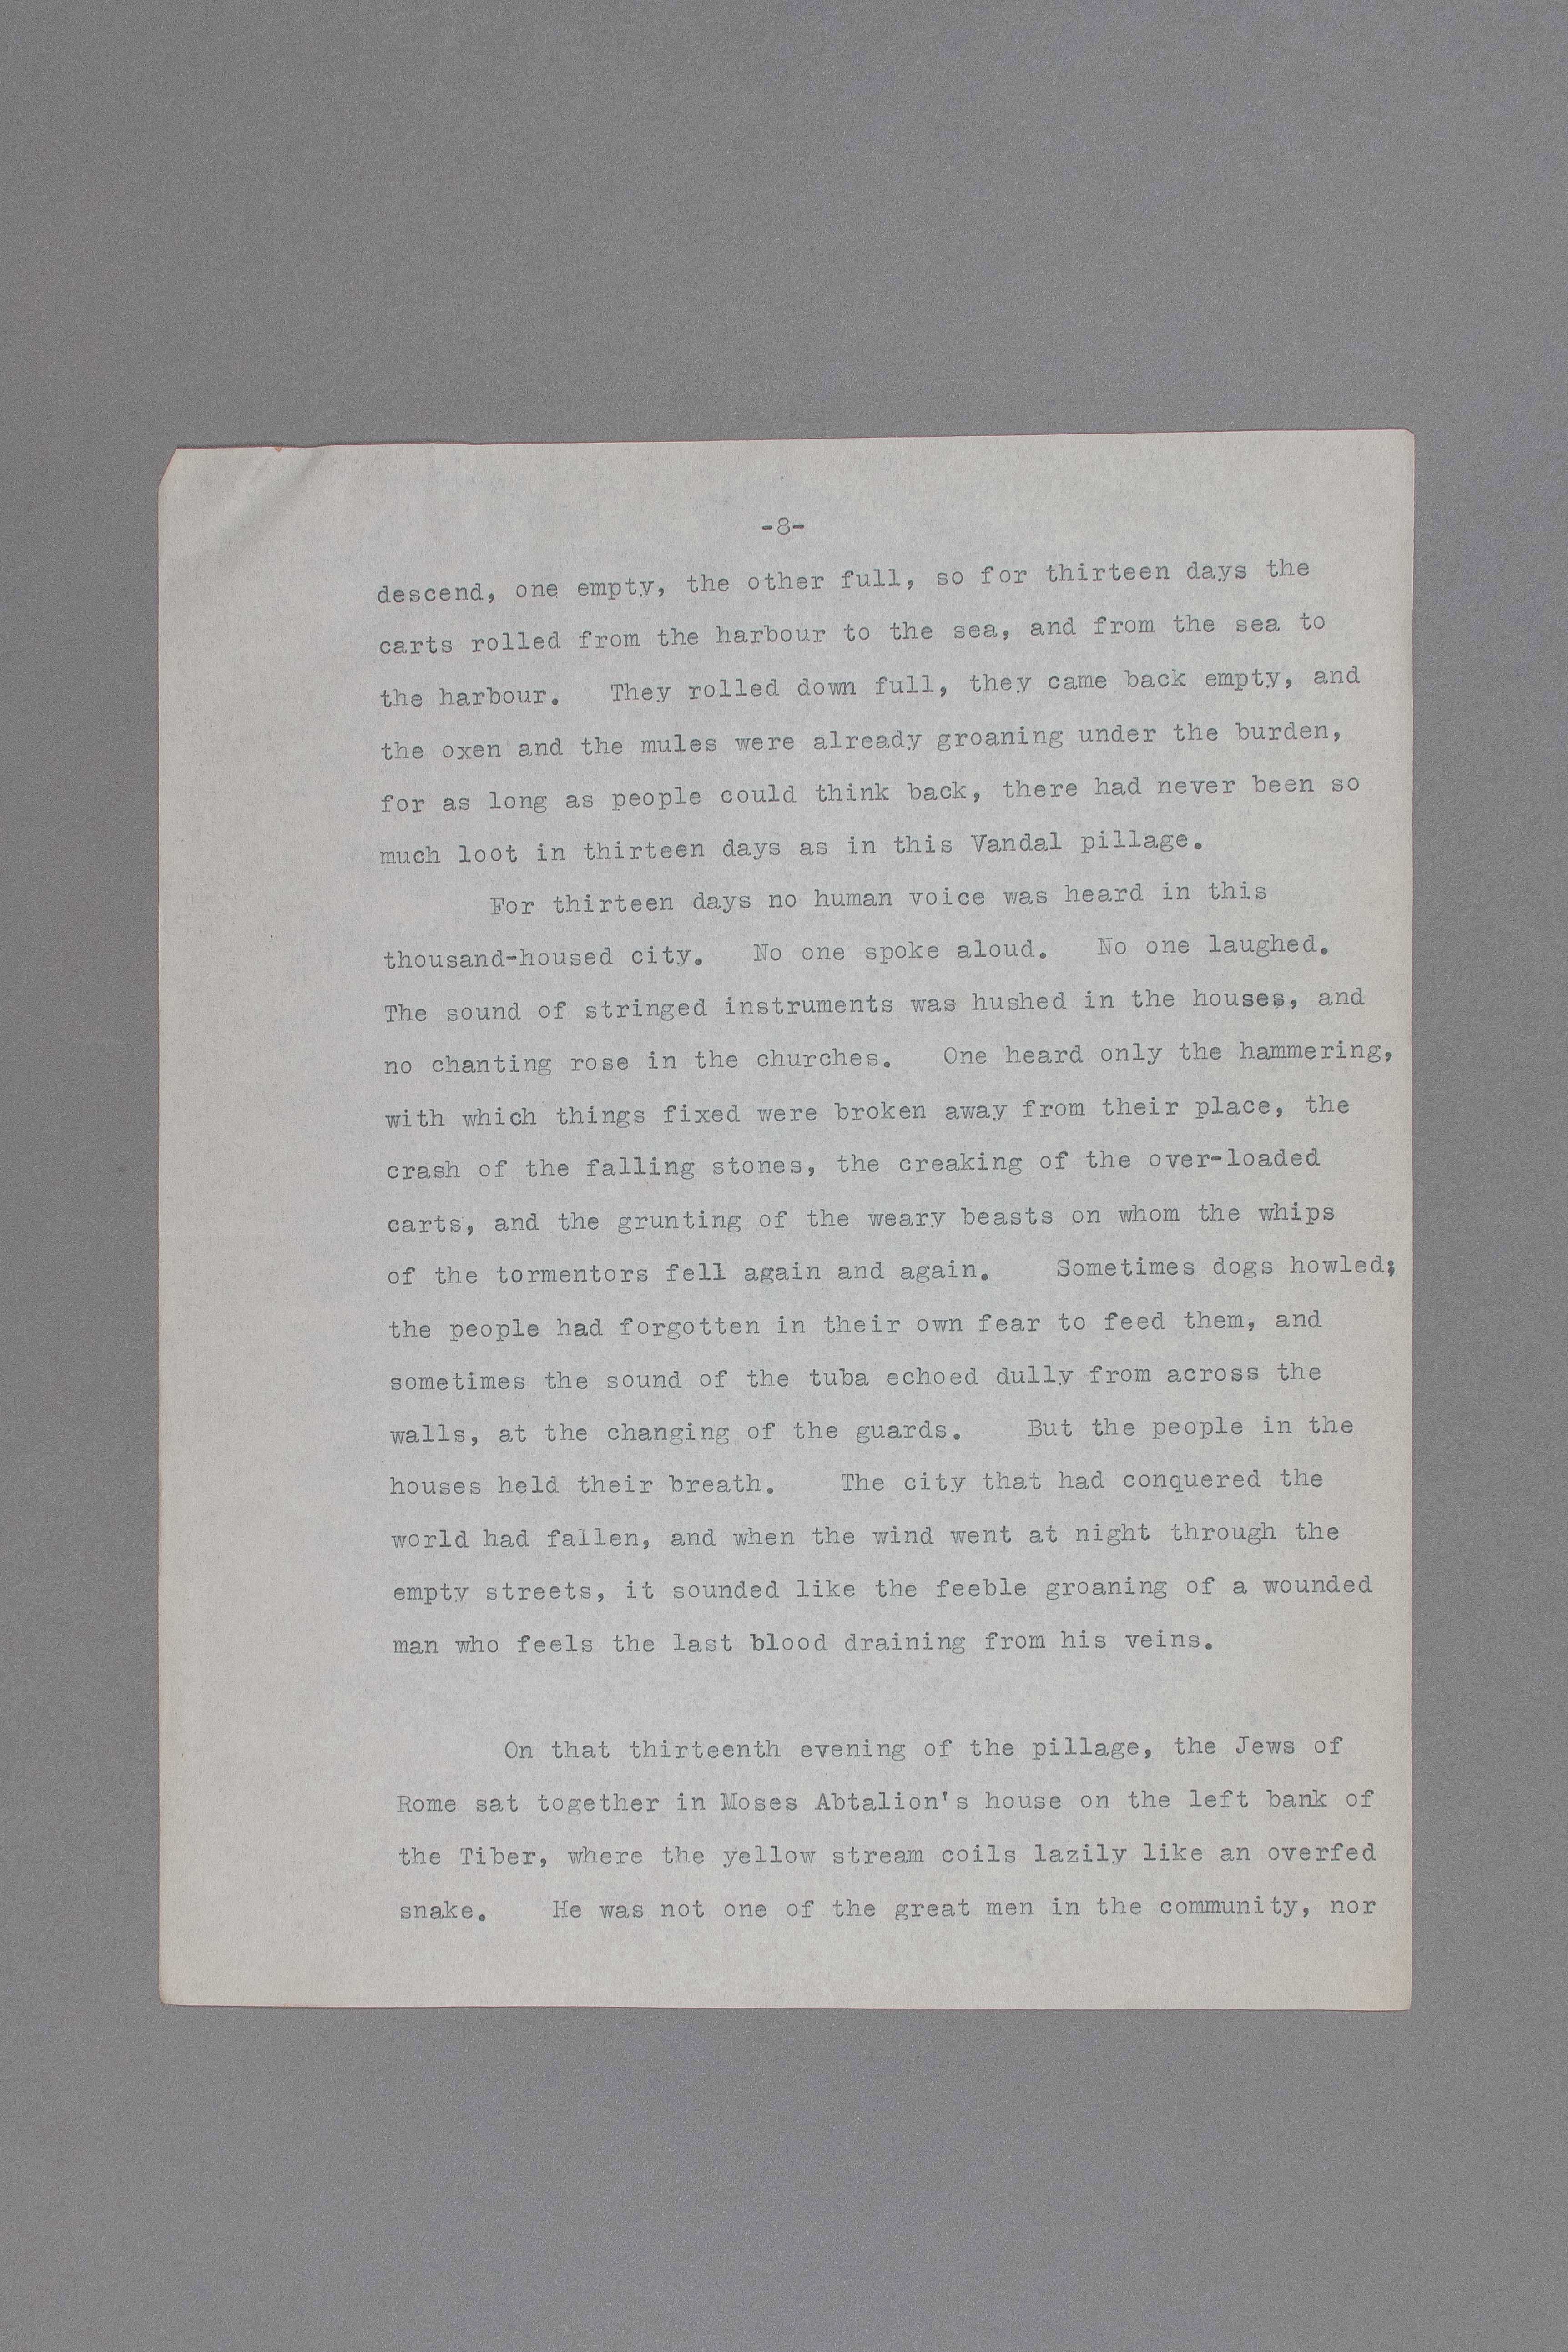 -8-
descend, one empty, the other full, so for thirteen days the
carts rolled from the harbour to the sea, and from the sea to
the harbour. They rolled down full, they came back empty, and
the oxen and the mules were already groaning under the burden,
for as long as people could think back, there had never been so
much loot in thirteen days as in this Vandal pillage.
For thirteen days no human voice was heard in this
thousand-housed city. No one spoke aloud. No one laughed.
The sound of stringed instruments was hushed in the houses, and
no chanting rose in the churches. One heard only the hammering,
with which things fixed were broken away from their place, the
crash of the falling stones, the creaking of the over-loaded
carts, and the grunting of the weary beasts on whom the whips
of the tormentors fell again and again. Sometimes dogs howled;
the people had forgotten in their own fear to feed them, and
sometimes the sound of the tuba echoed dully from across the
walls, at the changing of the guards. But the people in the
houses held their breath. The city that had conquered the
world had fallen, and when the wind went at night through the
empty streets, it sounded like the feeble groaning of a wounded
man who feels the last blood draining from his veins.
On that thirteenth evening of the pillage, the Jews of
Rome sat together in Moses Abtalion's house on the left bank of
the Tiber, where the yellow stream coils lazily like an overfed
snake. He was not one of the great men in the community, nor